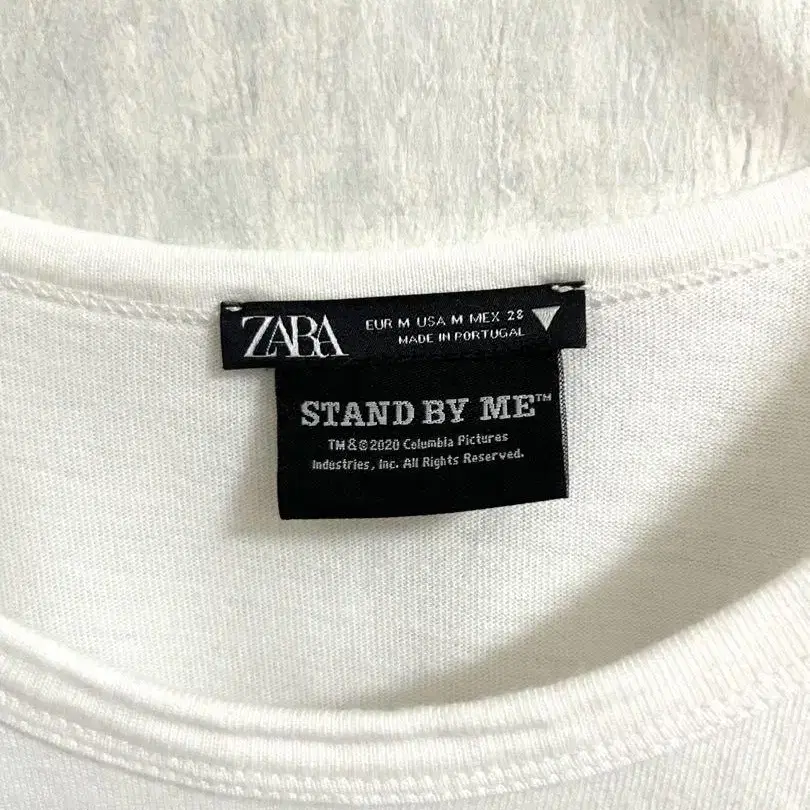 ZARA
EUR M USA M MEX 28
MADE IN PORTUGAL
STAND BY ME™
TM&©2020 Columbia Pictures
Industries, Inc. All Rights Reserved.